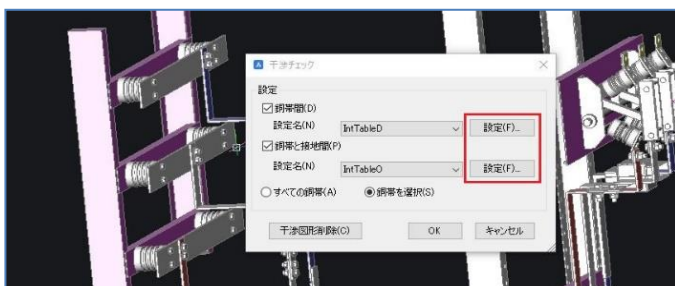 干渉チェック
設定
銅帯間(D)
設定名(N) IntTableD 設定(F)...
銅帯と接地間(P)
設定名(N) IntTableO 設定(F)...
すべての銅帯(A) 銅帯を選択(S)
干渉図形削除(C) OK キャンセル